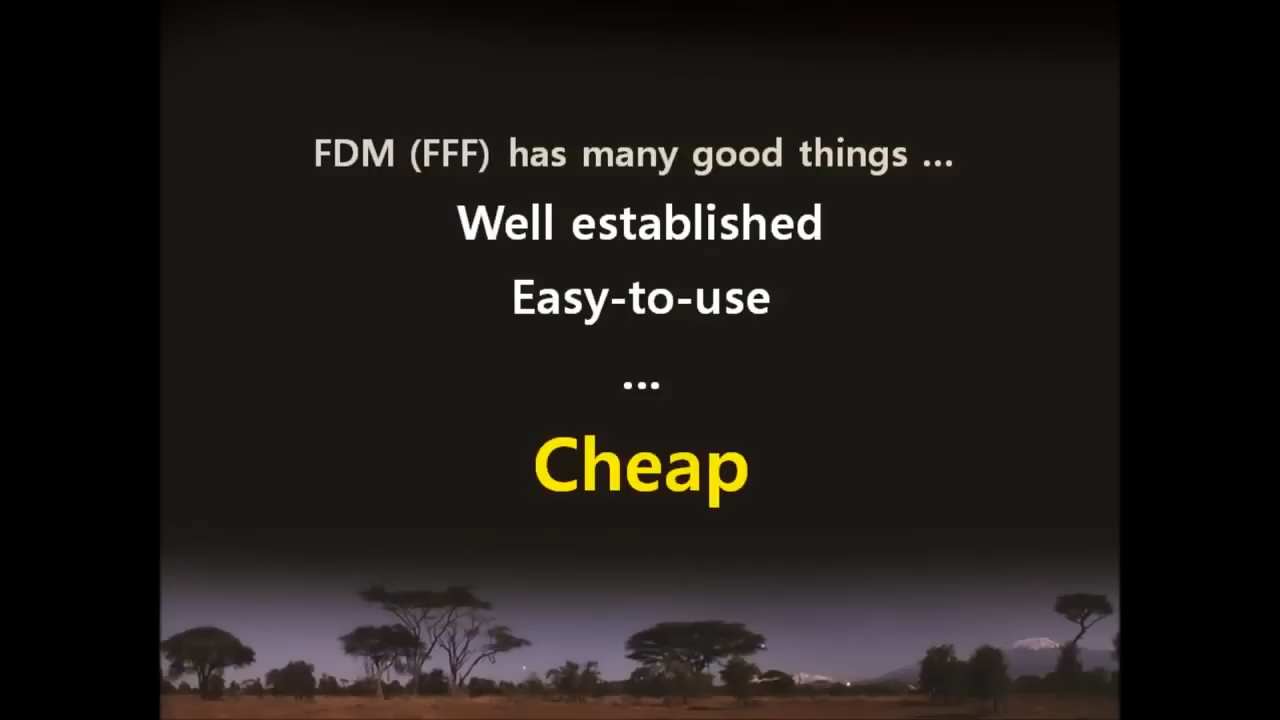 FDM (FFF) has many good things ...
Well established
Easy-to-use
...
Cheap